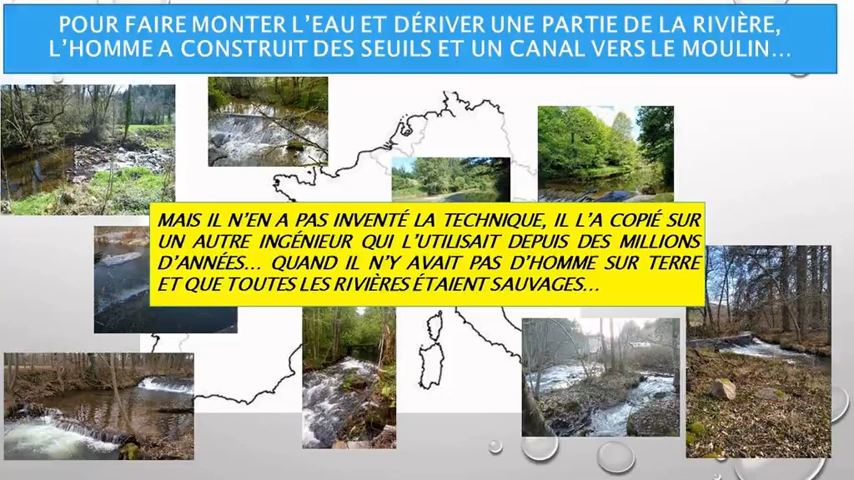 POUR FAIRE MONTER L'EAU ET DÉRIVER UNE PARTIE DE LA RIVIÈRE,
L'HOMME A CONSTRUIT DES SEUILS ET UN CANAL VERS LE MOULIN...
MAIS IL N'EN A PAS INVENTÉ LA TECHNIQUE, IL L'A COPIÉ SUR
UN AUTRE INGÉNIEUR QUI L'UTILISAIT DEPUIS DES MILLIONS
D'ANNÉES... QUAND IL N'Y AVAIT PAS D'HOMME SUR TERRE
ET QUE TOUTES LES RIVIÈRES ÉTAIENT SAUVAGES...